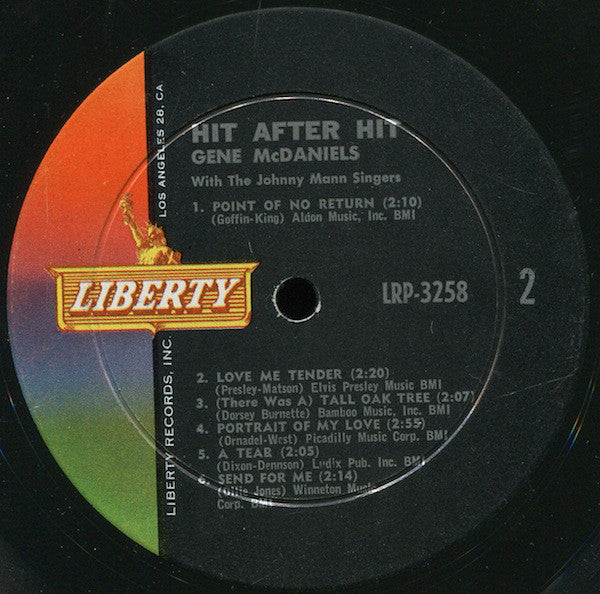 HIT AFTER HIT
GENE McDANIELS
With The Johnny Mann Singers
1. POINT OF NO RETURN (2:10)
(Goffin-King) Aldon Music, Inc. BMI
LIBERTY
LRP-3258
2
2. LOVE ME TENDER (2:20)
(Presley-Matson) Elvis Presley Music BMI
3. (There Was A) TALL OAK TREE (2:07)
(Dorsey Burnette) Bamboo Music, Inc. BMI
4. PORTRAIT OF MY LOVE (2:55)
(Ornadel-West) Picadilly Music Corp. BMI
5. A TEAR (2:05)
(Dixon-Dennson) Ludix Pub. Inc. BMI
6. SEND FOR ME (2:14)
(Ollie Jones) Winneton Music
Corp. BMI
LIBERTY RECORDS, INC.
LOS ANGELES 28, CA